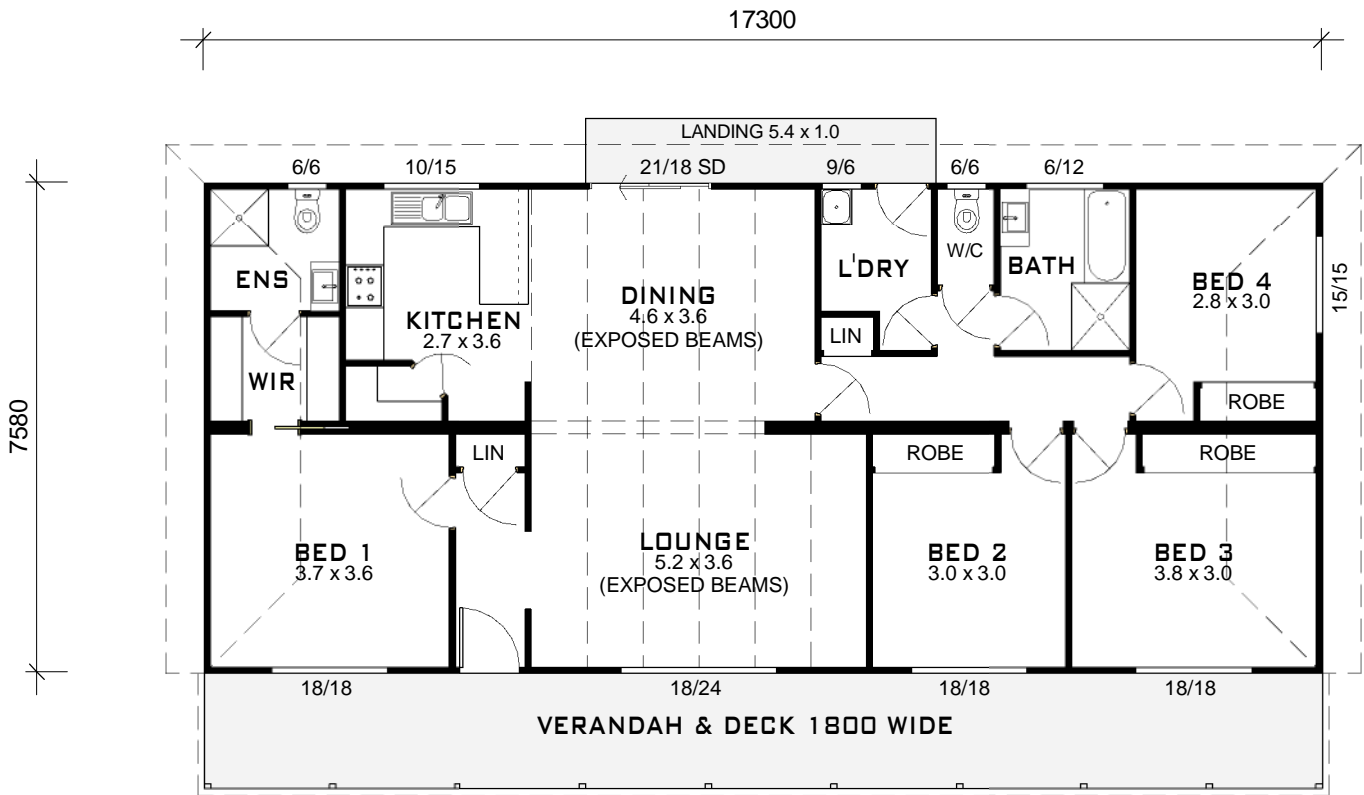 17300
LANDING 5.4 x 1.0
6/6
10/15
21/18 SD
9/6
6/6
6/12
W/C
ENS
L'DRY
BATH
BED 4
2.8 x 3.0
15/15
DINING
4.6 x 3.6
(EXPOSED BEAMS)
KITCHEN
2.7 x 3.6
LIN
WIR
ROBE
7580
LIN
ROBE
ROBE
BED 1
3.7 x 3.6
LOUNGE
5.2 x 3.6
(EXPOSED BEAMS)
BED 2
3.0 x 3.0
BED 3
3.8 x 3.0
18/18
18/24
18/18
18/18
VERANDAH & DECK 1800 WIDE